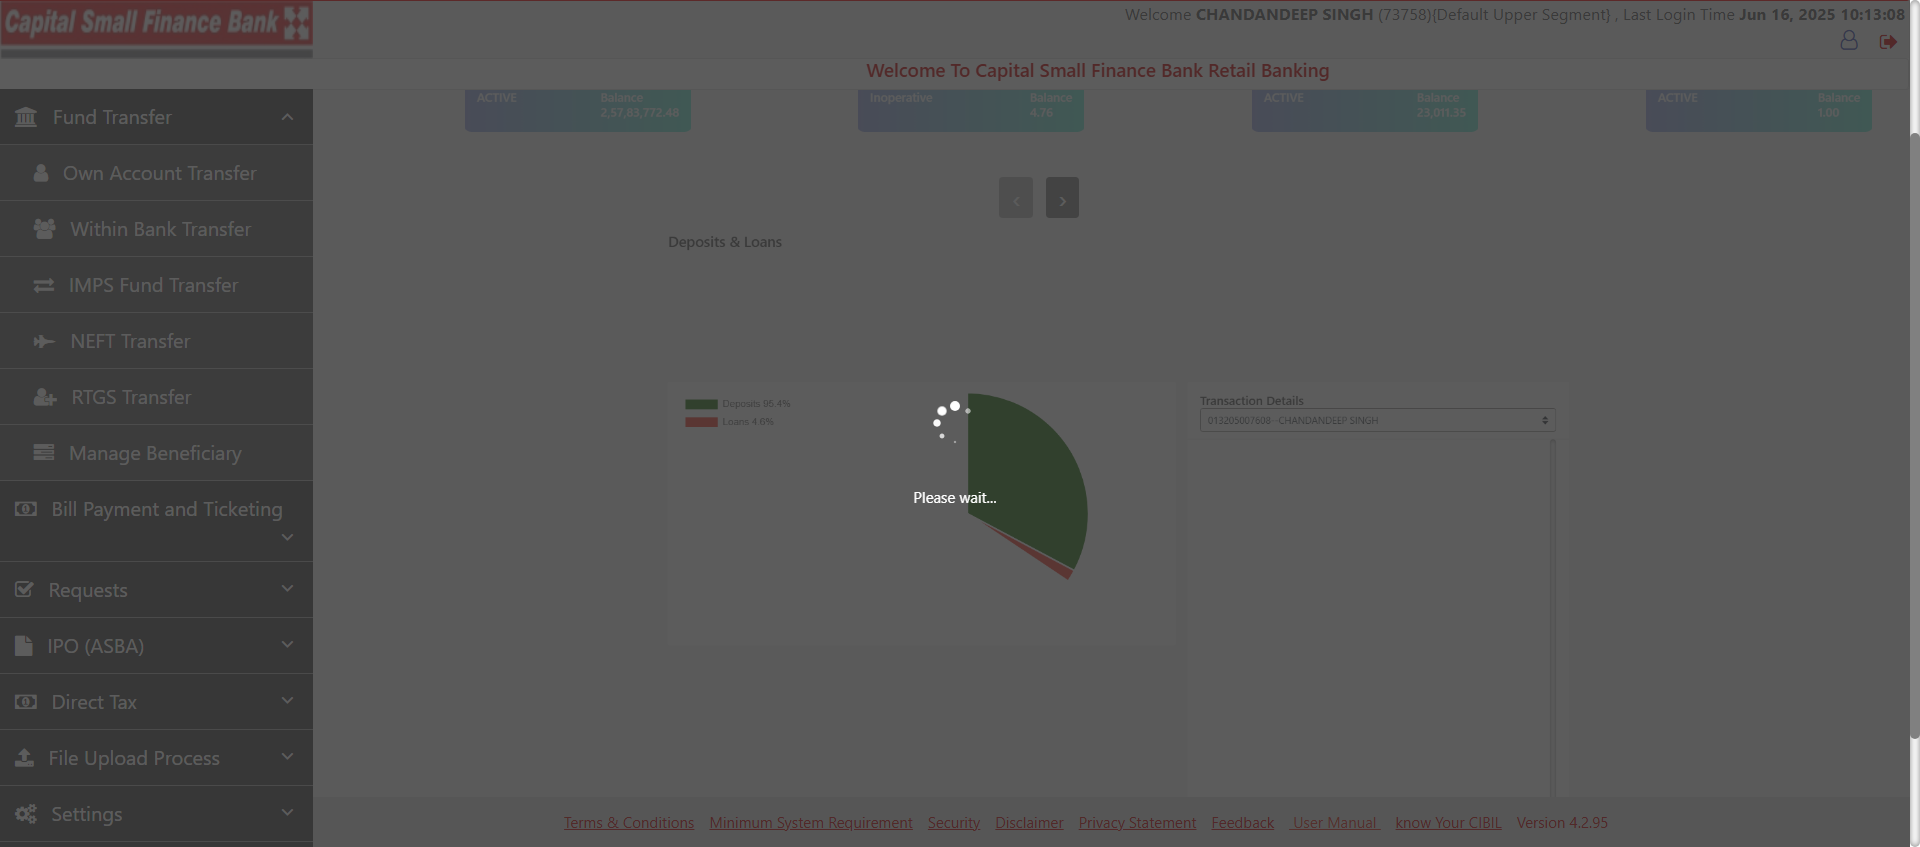 Capital Small Finance Bank
Welcome CHANDANDEEP SINGH (73758)(Default Upper Segment) , Last Login Time Jun 16, 2025 10:13:08
Welcome To Capital Small Finance Bank Retail Banking
ACTIVE Balance
2,57,83,772.48
Inoperative Balance
4.76
ACTIVE Balance
23,011.35
ACTIVE Balance
1.00
Fund Transfer
Own Account Transfer
Within Bank Transfer
IMPS Fund Transfer
NEFT Transfer
RTGS Transfer
Manage Beneficiary
Bill Payment and Ticketing
Requests
IPO (ASBA)
Direct Tax
File Upload Process
Settings
Deposits & Loans
Deposits 95.4%
Loans 4.6%
Please wait...
Transaction Details
013205007608--CHANDANDEEP SINGH
Terms & Conditions Minimum System Requirement Security Disclaimer Privacy Statement Feedback User Manual know Your CIBIL Version 4.2.95